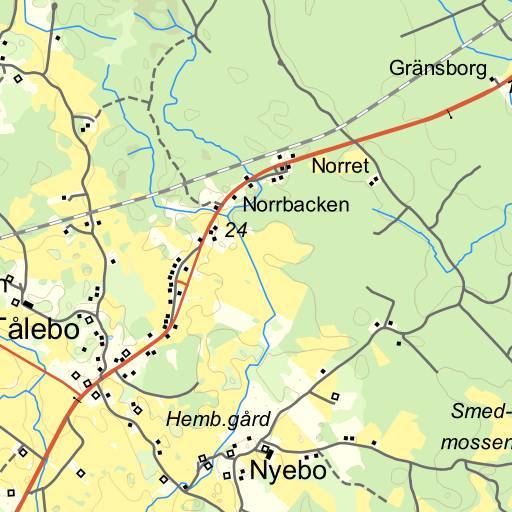 Gränsborg
Norret
Norrbacken
24
Tålebo
Hemb.gård
Smed-
mossen
Nyebo